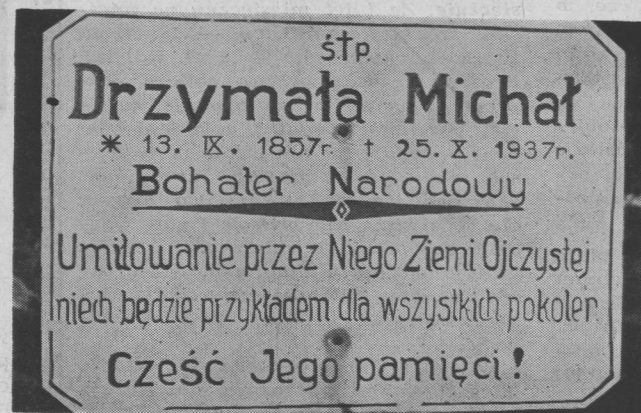 ś†p.
Drzymała Michał
* 13. IX. 1857r. † 25. X. 1937r.
Bohater Narodowy
Umiłowanie przez Niego Ziemi Ojczystej
niech będzie przykładem dla wszystkich pokoleń
Cześć Jego pamięci!